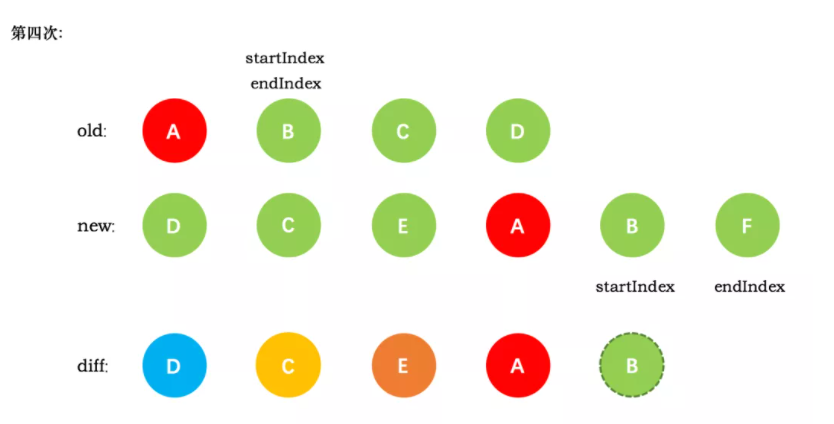 第四次:
startIndex
endIndex
old: A B C D
new: D C E A B F
startIndex endIndex
diff: D C E A B